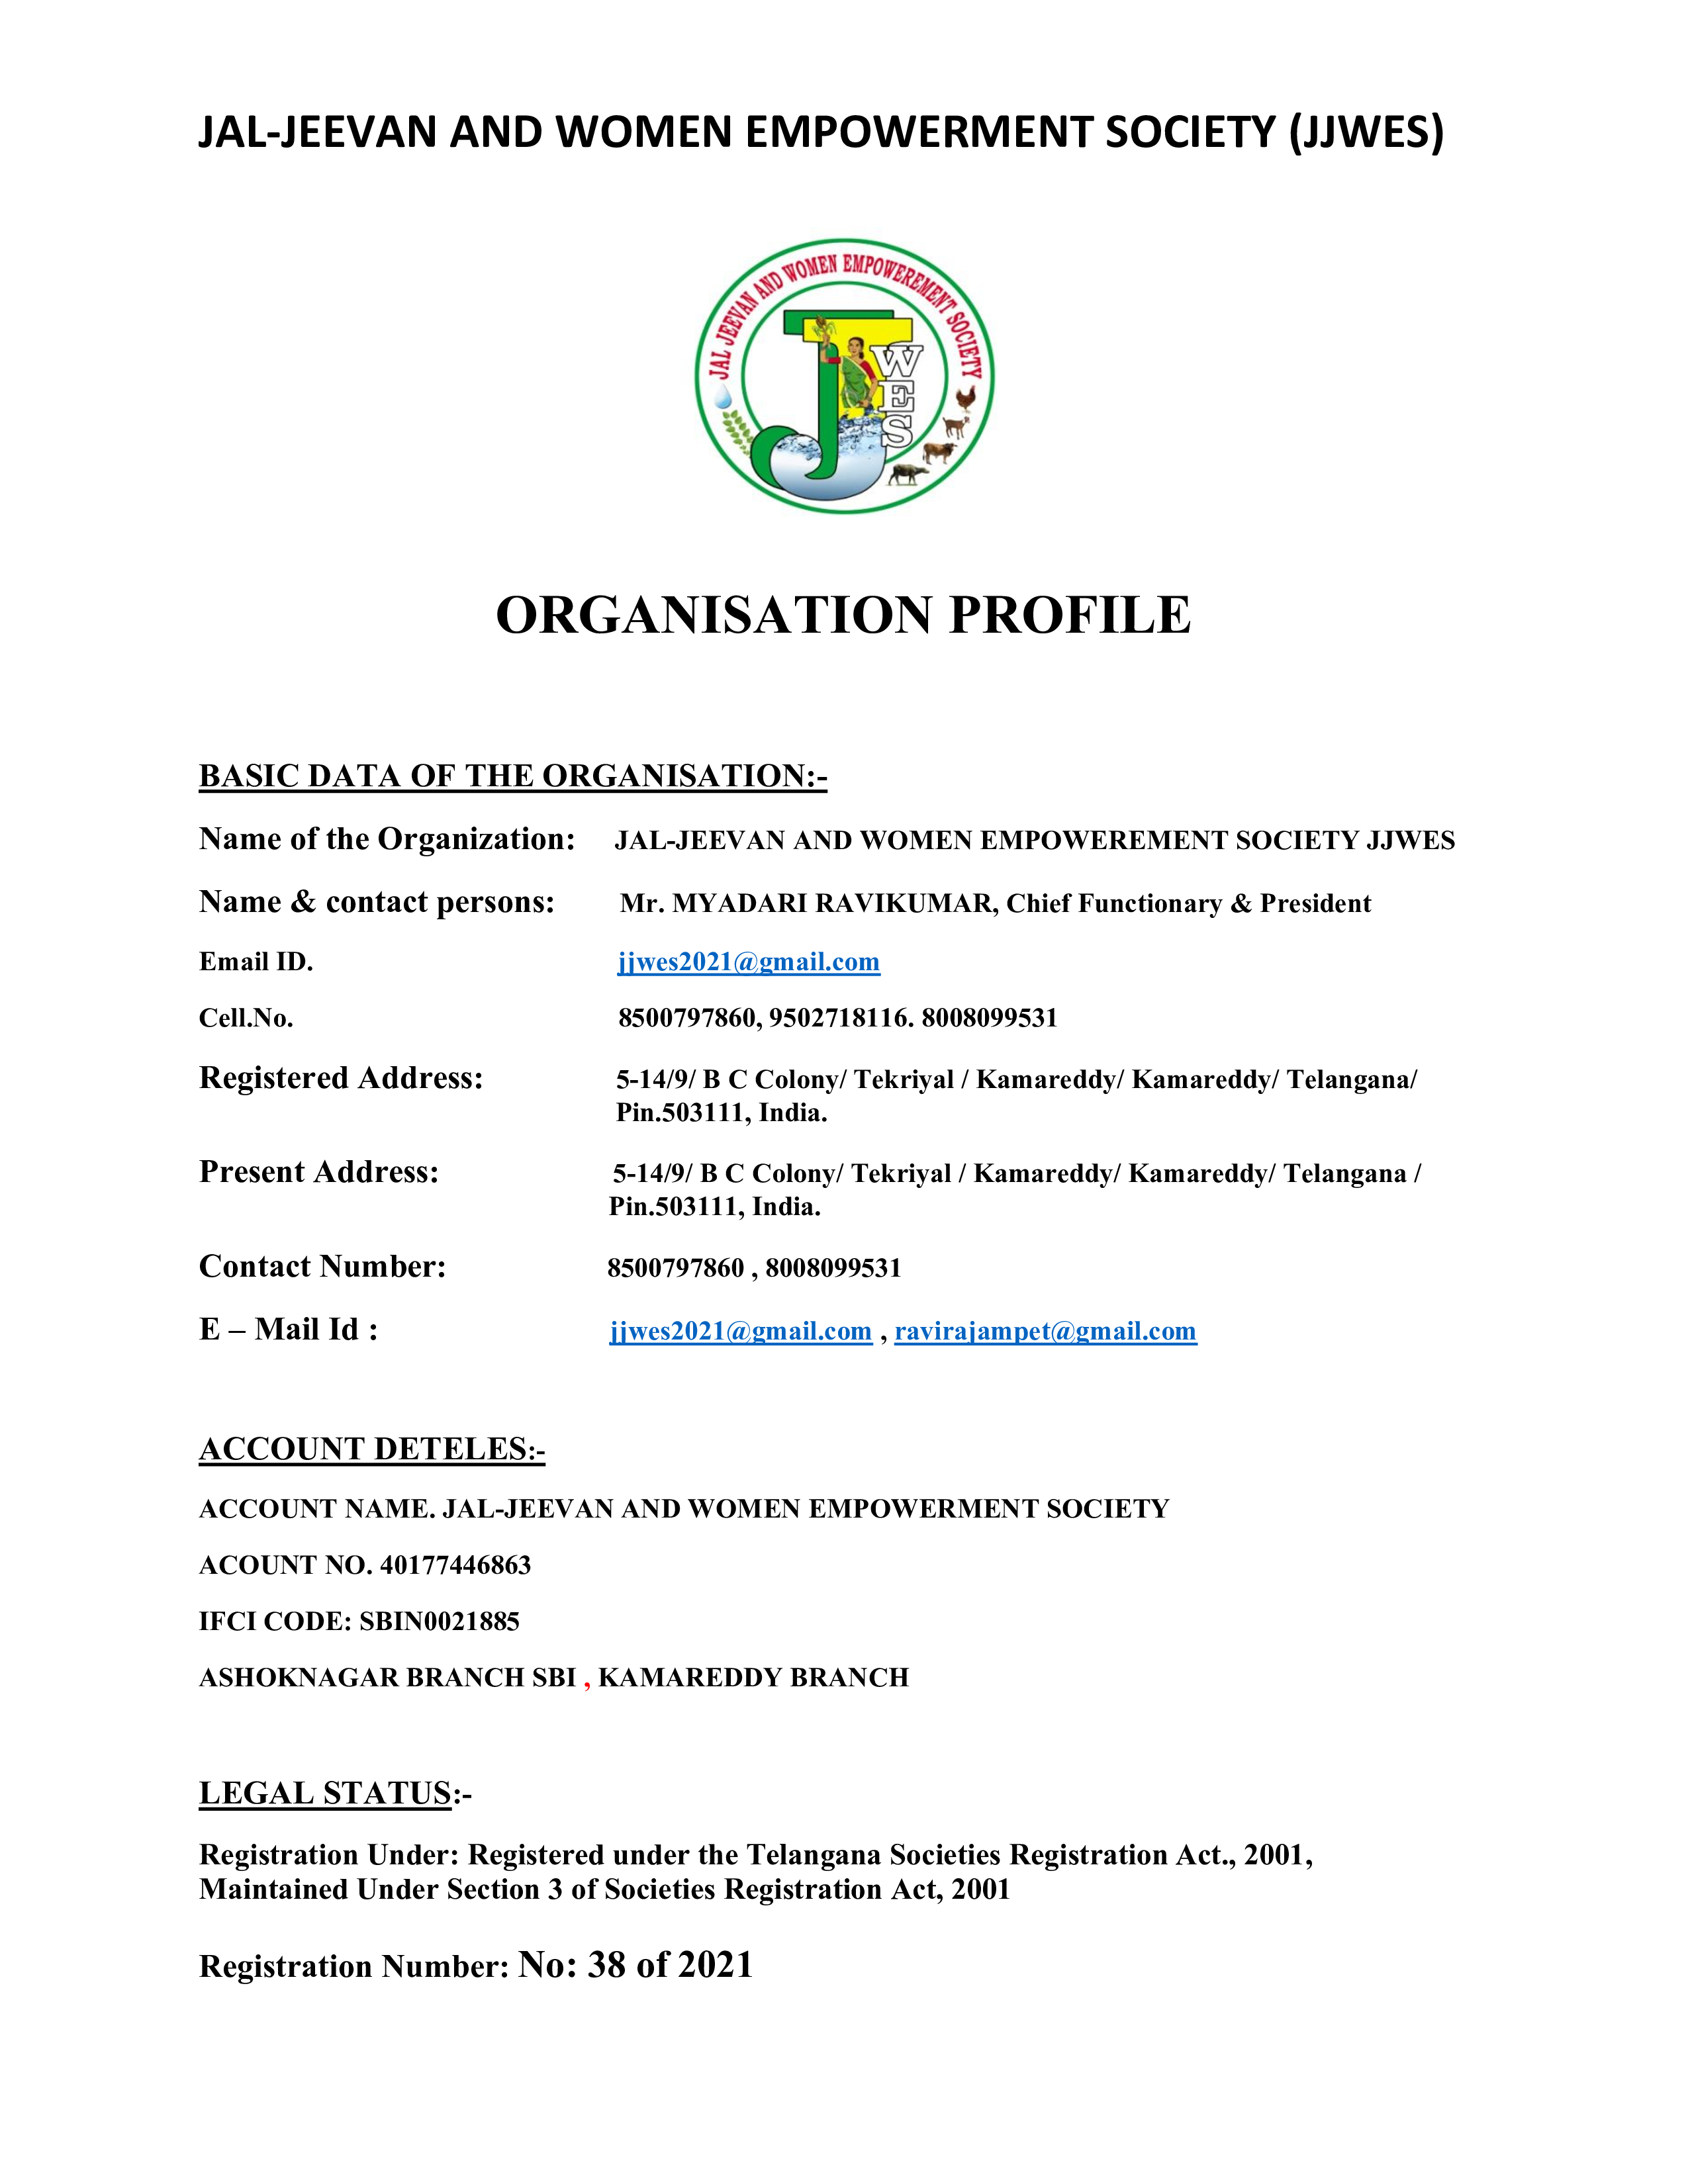 JAL-JEEVAN AND WOMEN EMPOWERMENT SOCIETY (JJWES)
JAL JEEVAN AND WOMEN EMPOWEREMENT SOCIETY
JJ
WES
ORGANISATION PROFILE
BASIC DATA OF THE ORGANISATION:-
Name of the Organization: JAL-JEEVAN AND WOMEN EMPOWEREMENT SOCIETY JJWES
Name & contact persons: Mr. MYADARI RAVIKUMAR, Chief Functionary & President
Email ID. jjwes2021@gmail.com
Cell.No. 8500797860, 9502718116. 8008099531
Registered Address: 5-14/9/ B C Colony/ Tekriyal / Kamareddy/ Kamareddy/ Telangana/
Pin.503111, India.
Present Address: 5-14/9/ B C Colony/ Tekriyal / Kamareddy/ Kamareddy/ Telangana /
Pin.503111, India.
Contact Number: 8500797860 , 8008099531
E – Mail Id : jjwes2021@gmail.com , ravirajampet@gmail.com
ACCOUNT DETELES:-
ACCOUNT NAME. JAL-JEEVAN AND WOMEN EMPOWERMENT SOCIETY
ACOUNT NO. 40177446863
IFCI CODE: SBIN0021885
ASHOKNAGAR BRANCH SBI , KAMAREDDY BRANCH
LEGAL STATUS:-
Registration Under: Registered under the Telangana Societies Registration Act., 2001,
Maintained Under Section 3 of Societies Registration Act, 2001
Registration Number: No: 38 of 2021